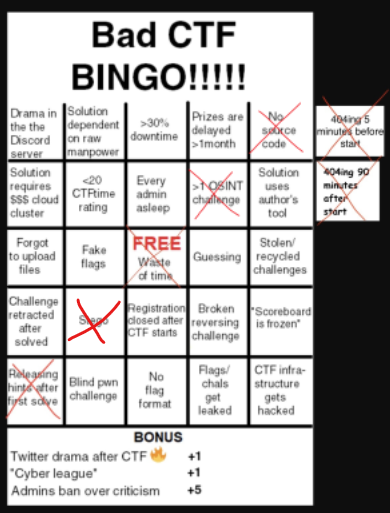 Bad CTF
BINGO!!!!!
Drama in
the the
Discord
server
Solution
dependent
on raw
manpower
>30%
downtime
Prizes are
delayed
>1month
No
source
code
404ing 5
minutes before
start
Solution
requires
$$$ cloud
cluster
<20
CTFtime
rating
Every
admin
asleep
>1 OSINT
challenge
Solution
uses
author's
tool
404ing 90
minutes
after
start
Forgot
to upload
files
Fake
flags
FREE
Waste
of time
Guessing
Stolen/
recycled
challenges
Challenge
retracted
after
solved
Stego
Registration
closed after
CTF starts
Broken
reversing
challenge
"Scoreboard
is frozen"
Releasing
hints after
first solve
Blind pwn
challenge
No
flag
format
Flags/
chals
get
leaked
CTF infra-
structure
gets
hacked
BONUS
Twitter drama after CTF 🔥 +1
"Cyber league" +1
Admins ban over criticism +5